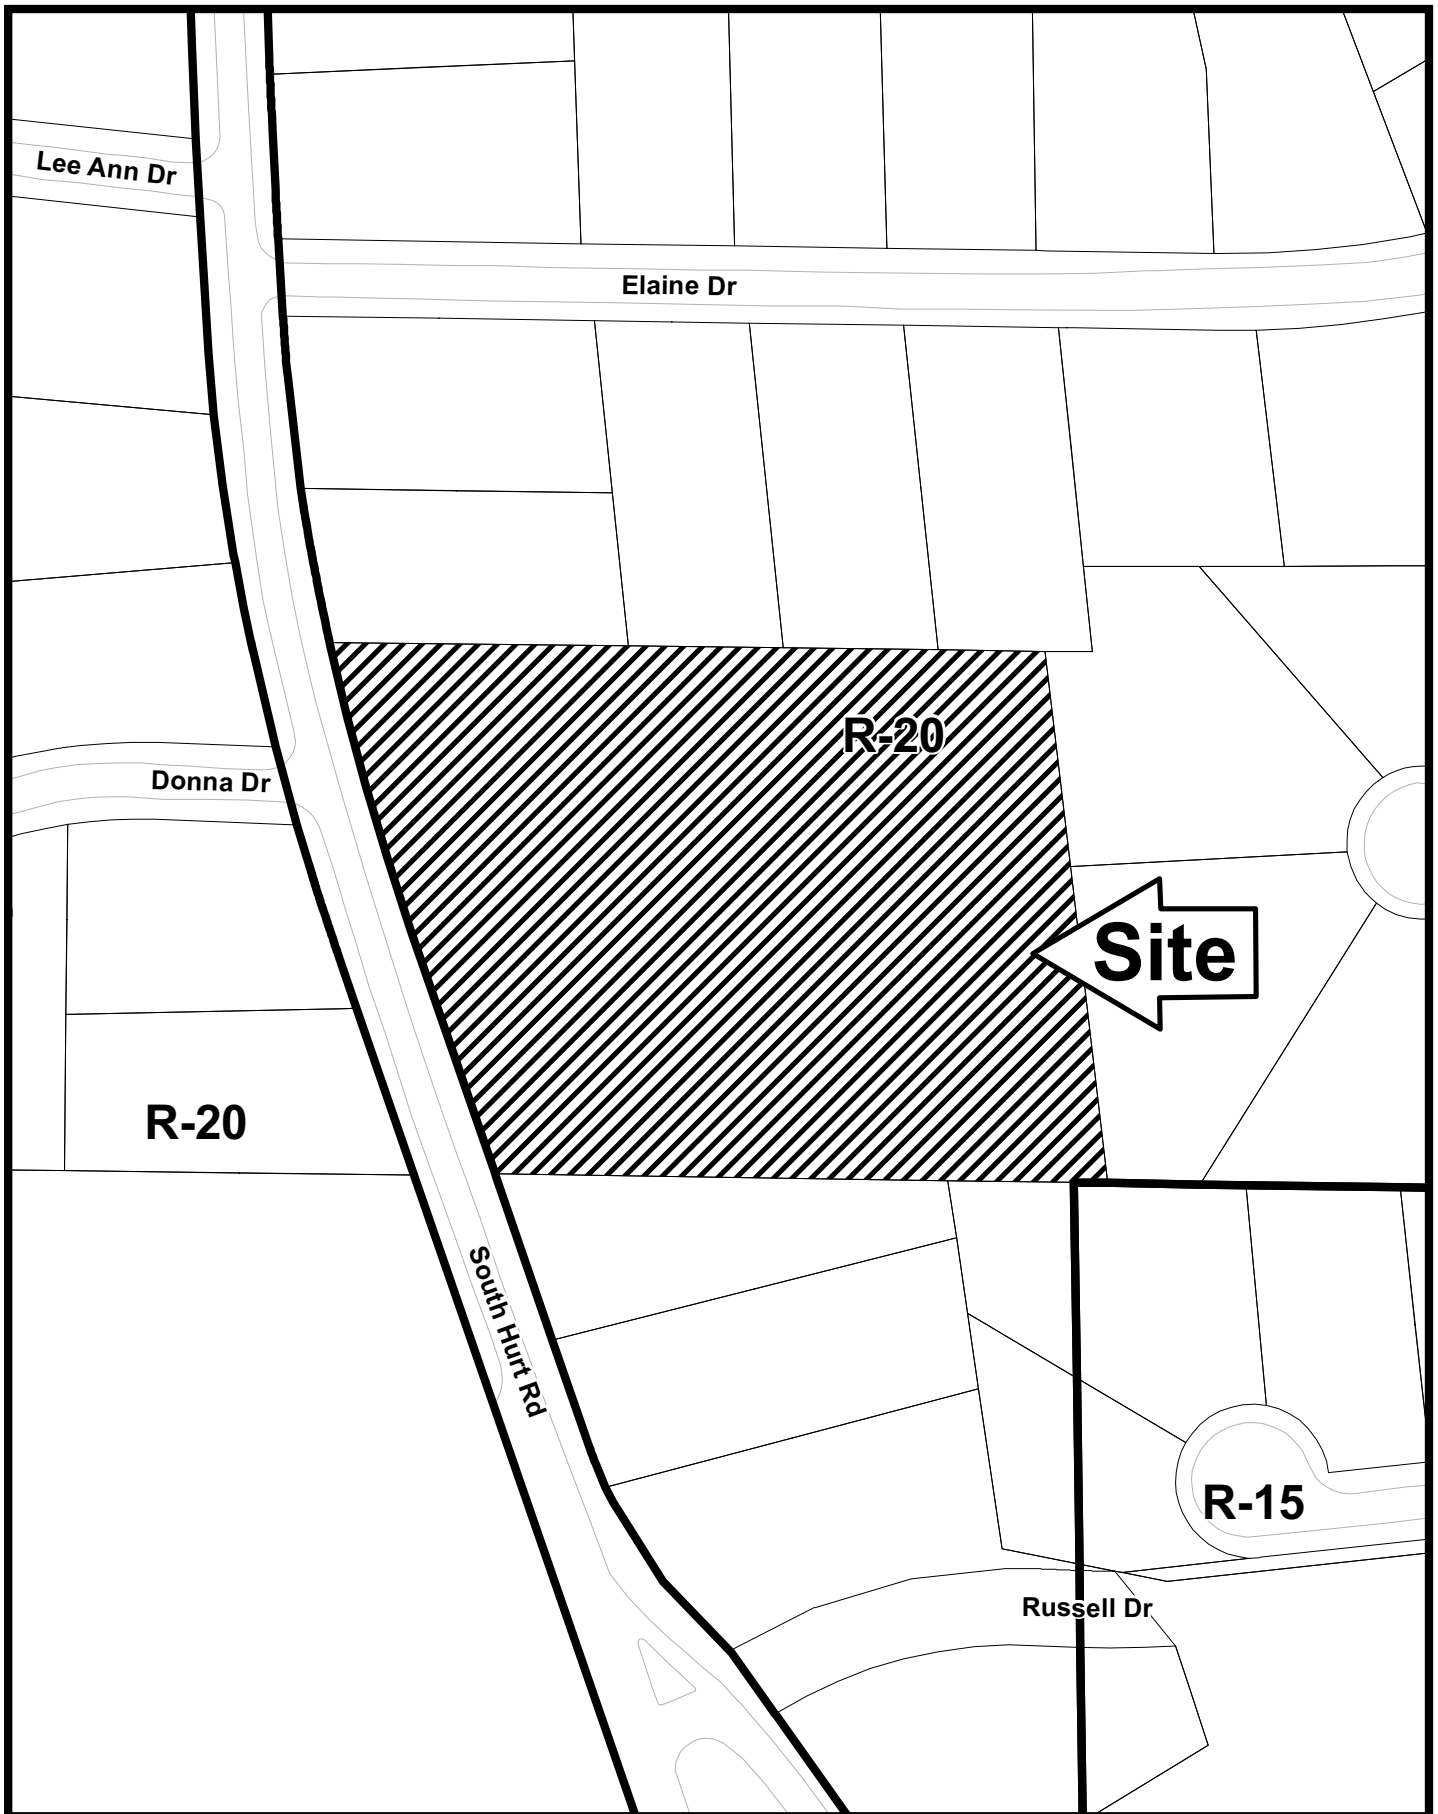 Lee Ann Dr
Elaine Dr
R-20
Donna Dr
Site
R-20
South Hurt Rd
R-15
Russell Dr